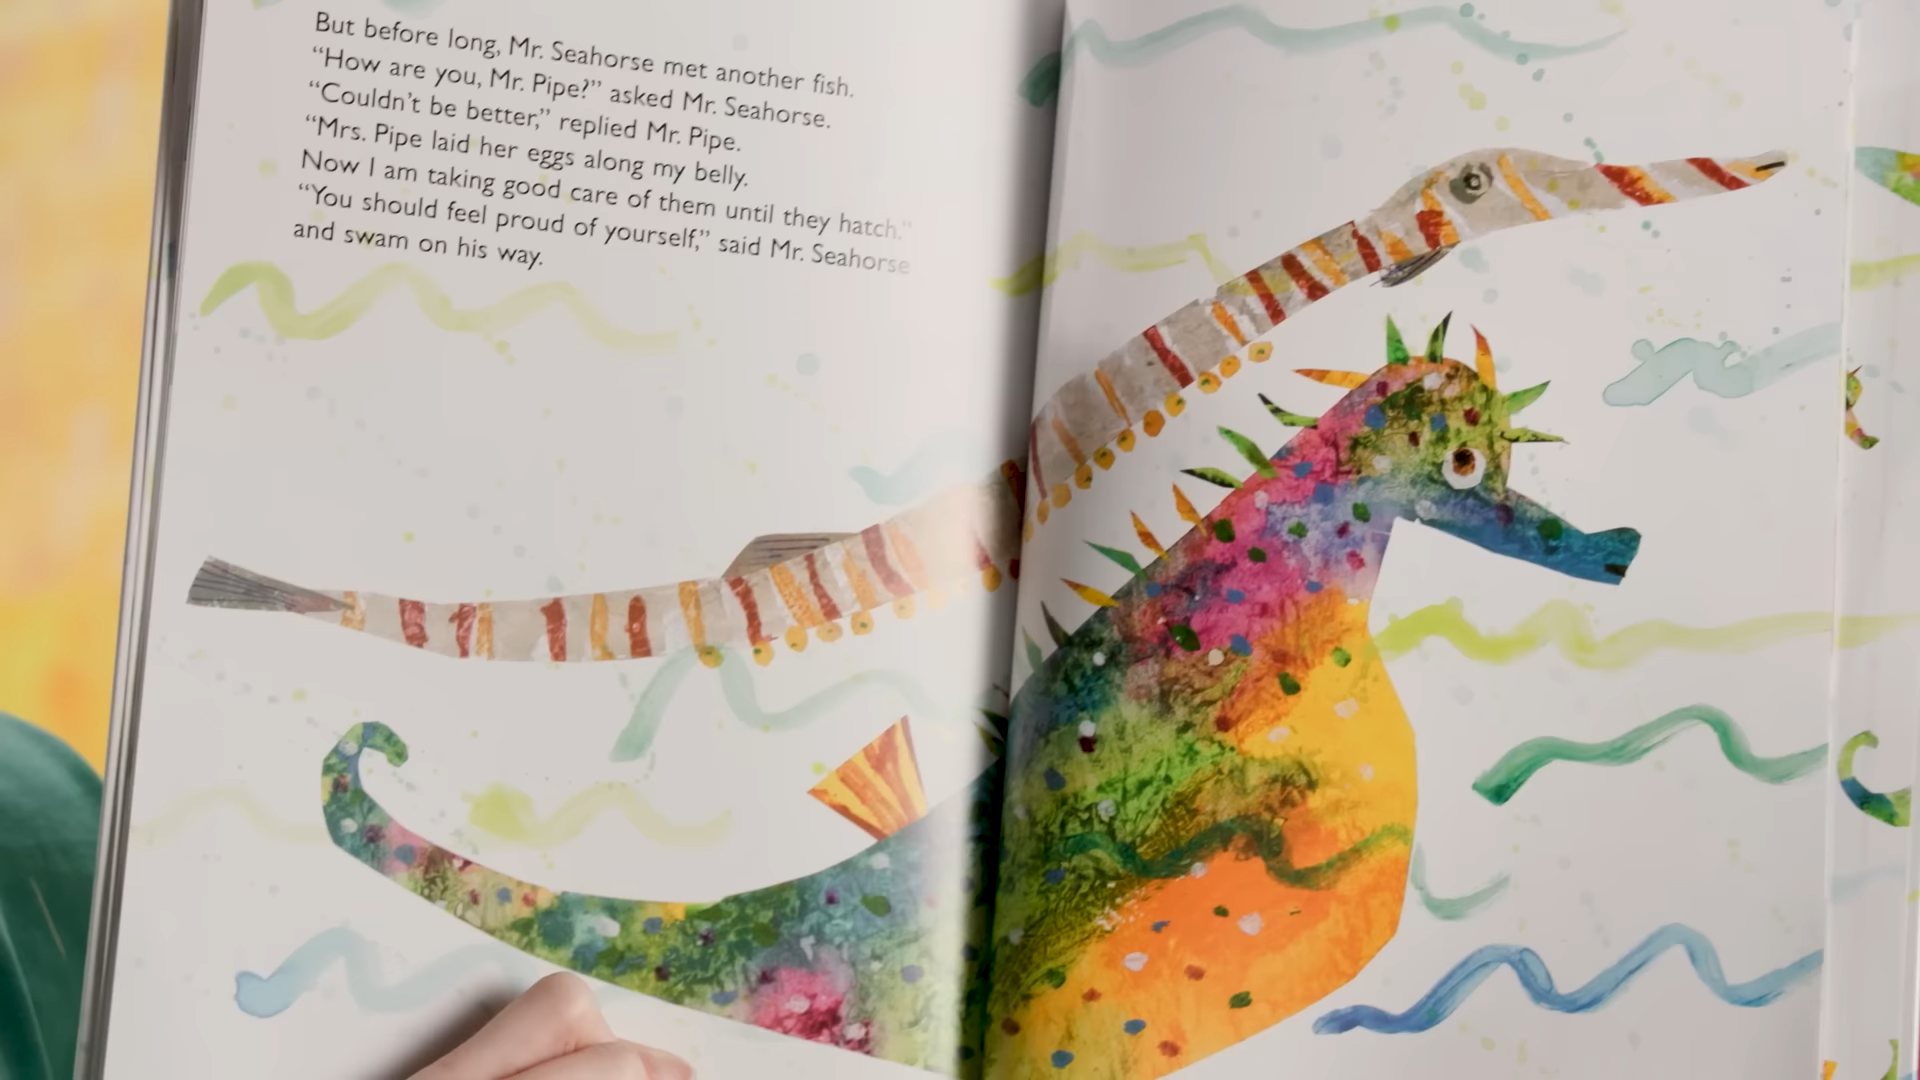 But before long, Mr. Seahorse met another fish.
“How are you, Mr. Pipe?” asked Mr. Seahorse.
“Couldn’t be better,” replied Mr. Pipe.
“Mrs. Pipe laid her eggs along my belly.
Now I am taking good care of them until they hatch.”
“You should feel proud of yourself,” said Mr. Seahorse
and swam on his way.